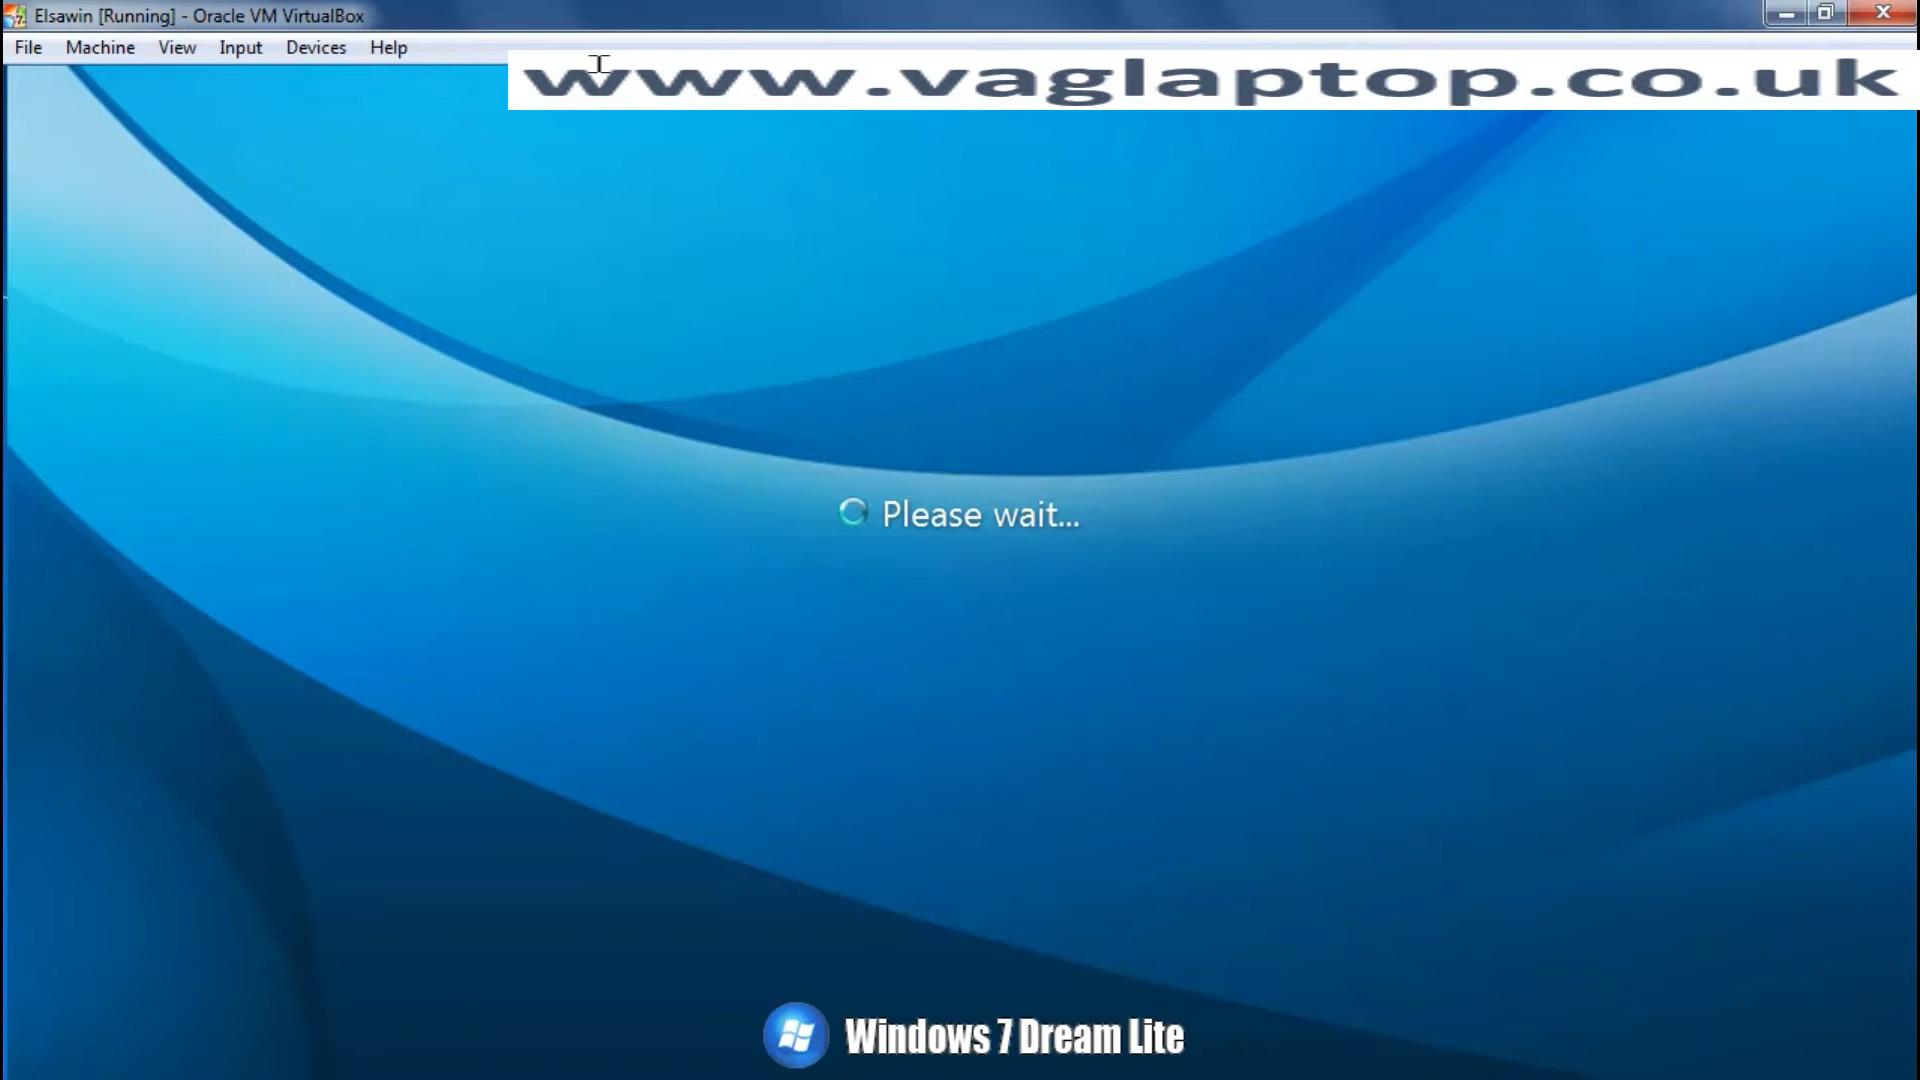 Elsawin [Running] - Oracle VM VirtualBox
File Machine View Input Devices Help
www.vaglaptop.co.uk
Please wait...
Windows 7 Dream Lite